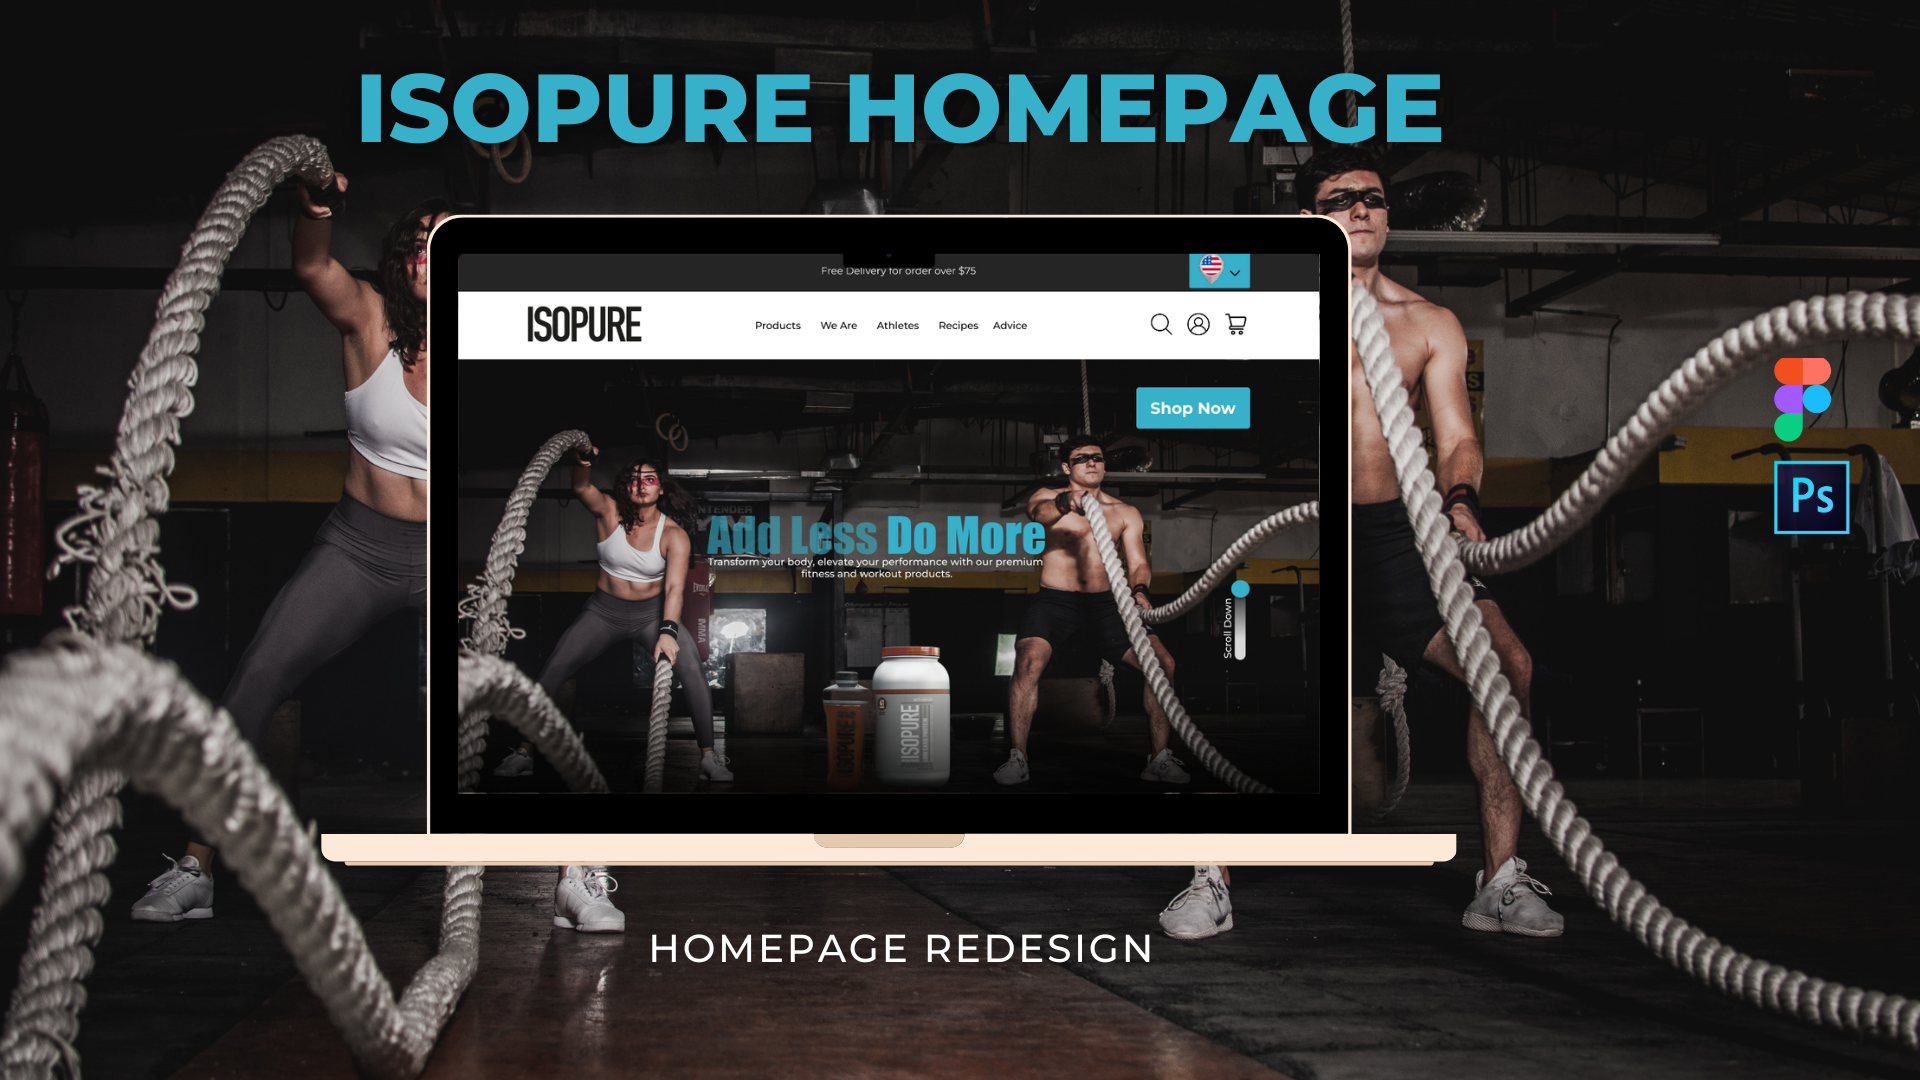 ISOPURE HOMEPAGE
Free Delivery for order over $75
ISOPURE
Products We Are Athletes Recipes Advice
Shop Now
Add Less Do More
Transform your body, elevate your performance with our premium
fitness and workout products.
Scroll Down
ISOPURE
ISOPURE
Ps
HOMEPAGE REDESIGN